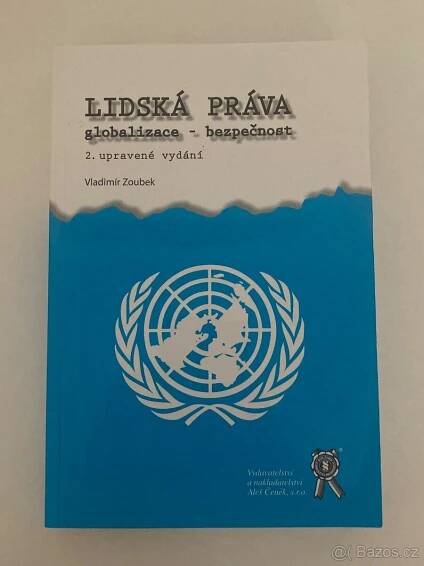 LIDSKÁ PRÁVA
globalizace - bezpečnost
2. upravené vydání
Vladimír Zoubek
Vydavatelství
a nakladatelství
Aleš Čeněk, s.r.o.
§
®
@( Bazos.cz